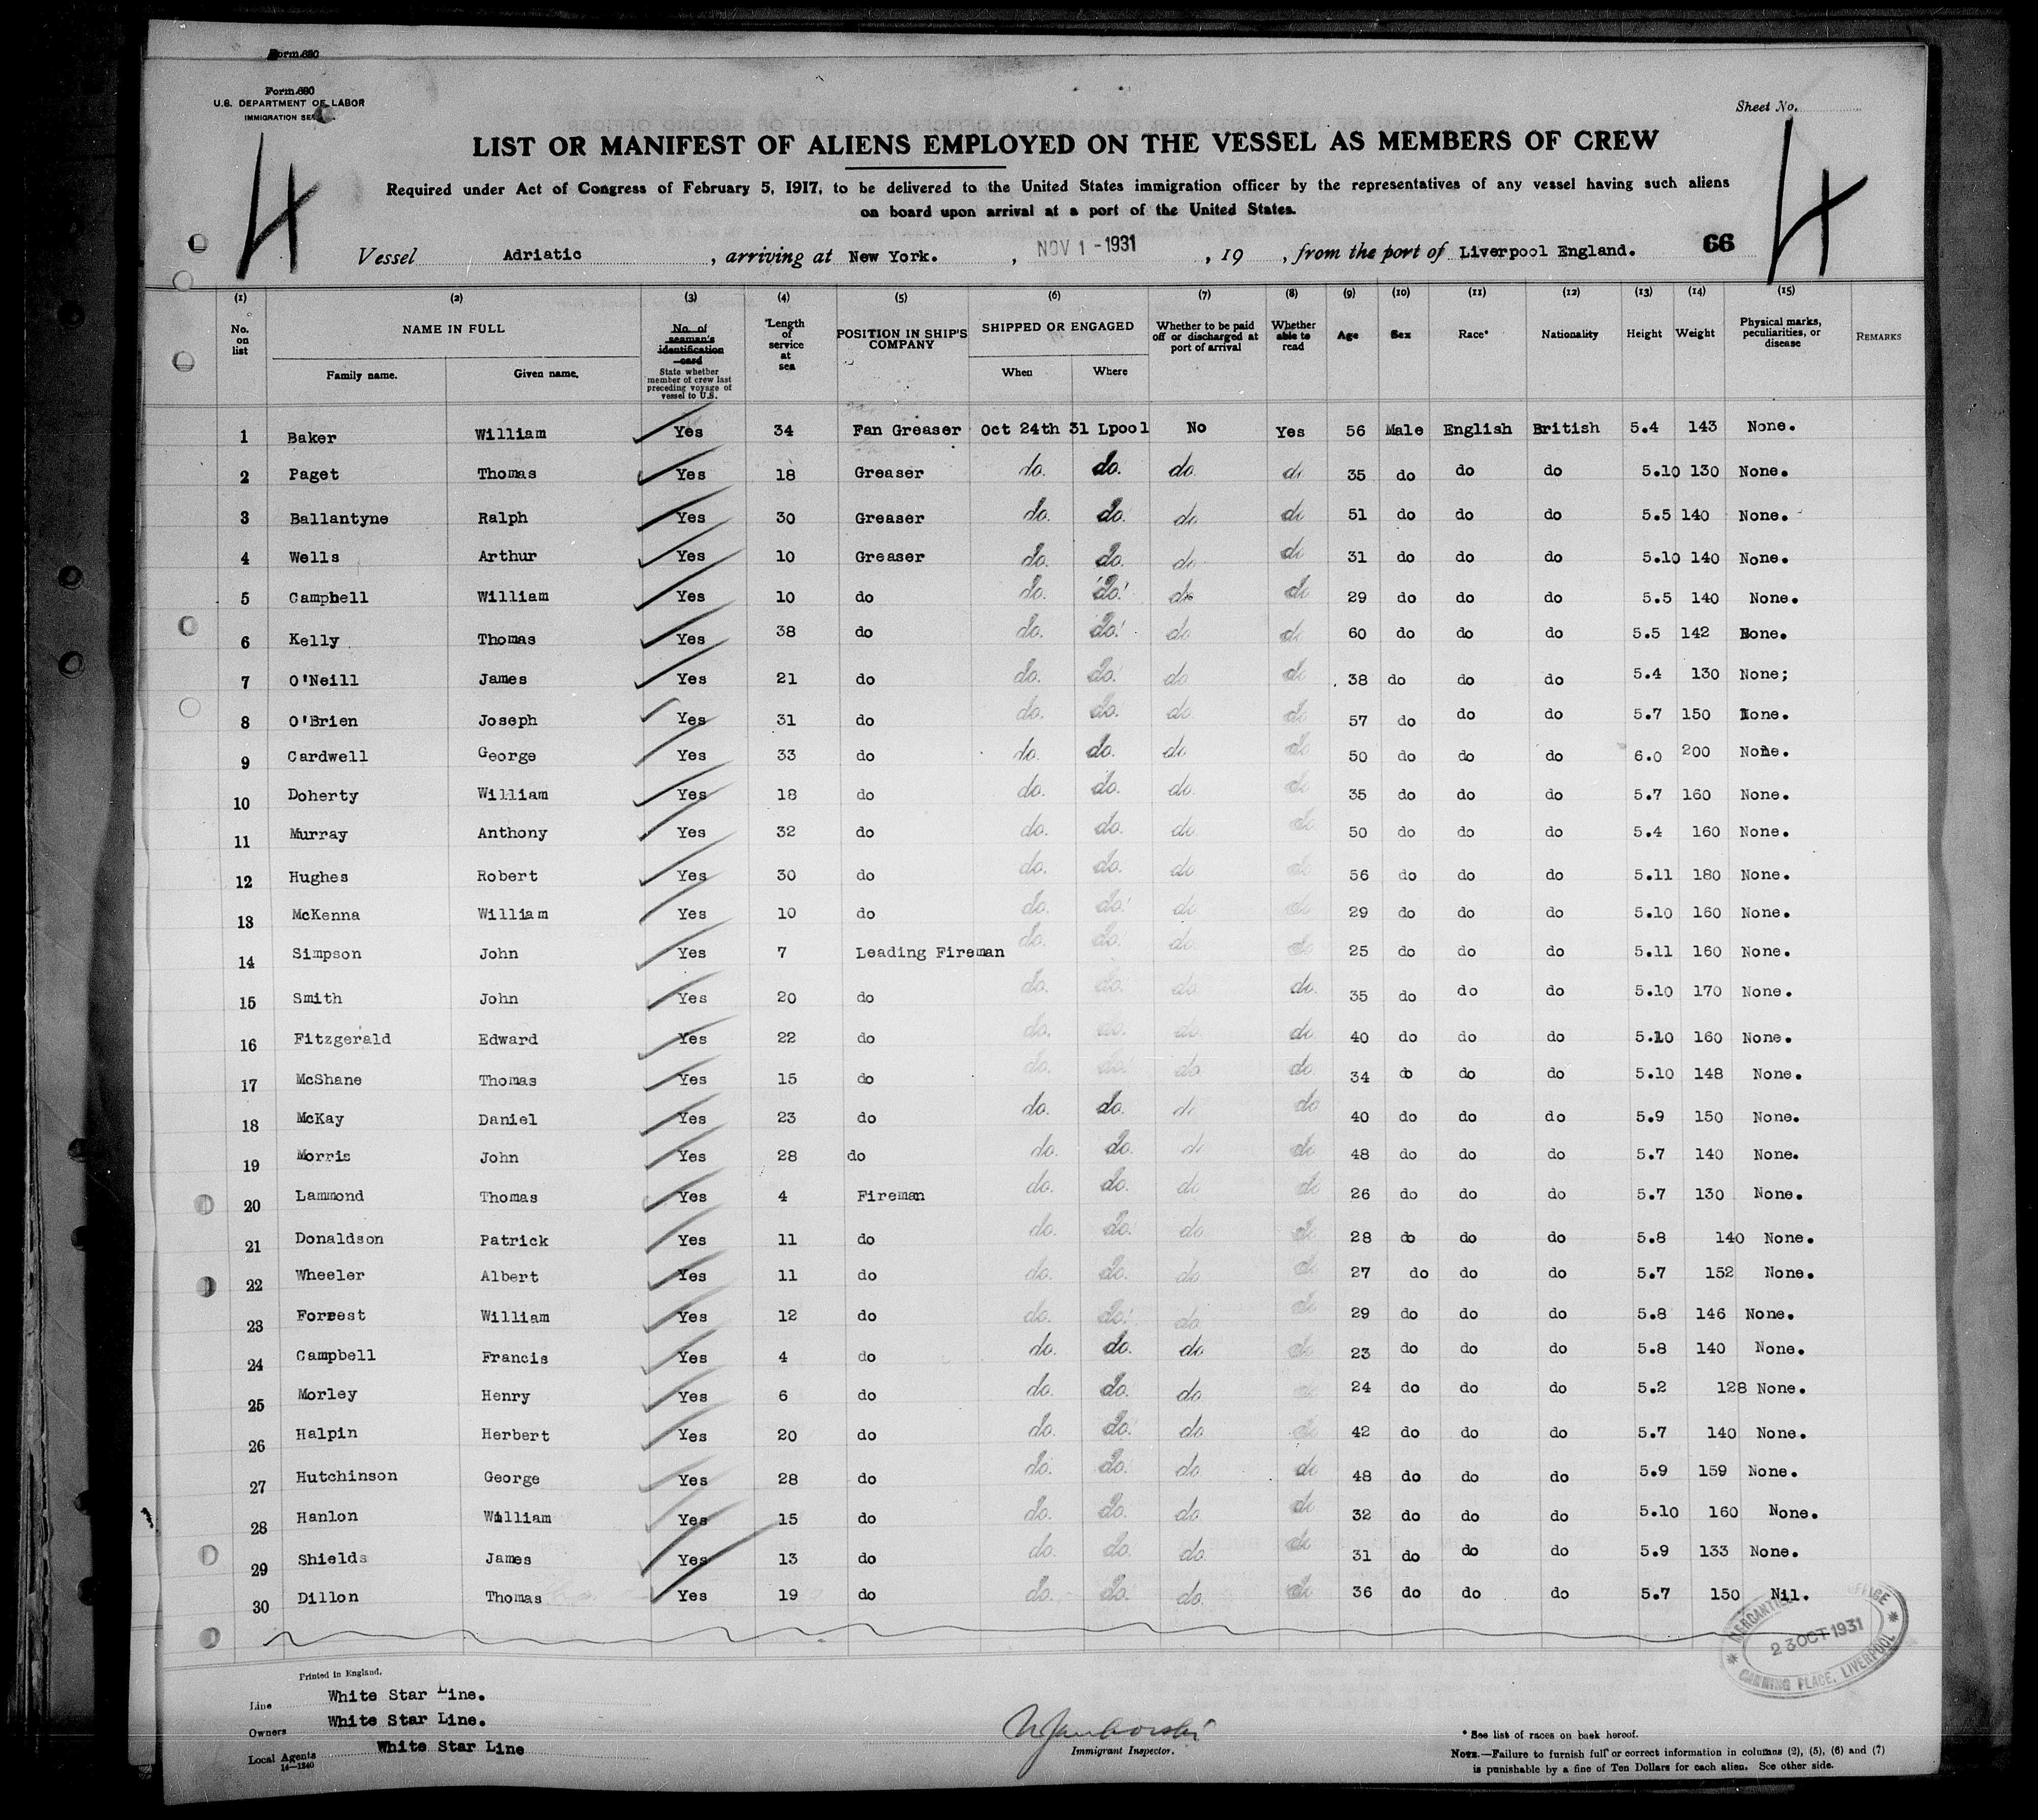 Form 680
Form 680
U.S. DEPARTMENT OF LABOR
IMMIGRATION
Sheet No.
LIST OR MANIFEST OF ALIENS EMPLOYED ON THE VESSEL AS MEMBERS OF CREW
Required under Act of Congress of February 5, 1917, to be delivered to the United States immigration officer by the representatives of any vessel having such aliens
on board upon arrival at a port of the United States.
Vessel Adriatic, arriving at New York. , NOV 1 - 1931 , 19 , from the port of Liverpool England. 66
(1) (2) (3) (4) (5) (6) (7) (8) (9) (10) (11) (12) (13) (14) (15)
No. on list
NAME IN FULL
Family name. Given name.
No. of seaman's identification card
State whether member of crew last preceding voyage of vessel to U.S.
Length of service at sea
POSITION IN SHIP'S COMPANY
SHIPPED OR ENGAGED
When Where
Whether to be paid off or discharged at port of arrival
Whether able to read
Age
Sex
Race*
Nationality
Height
Weight
Physical marks, peculiarities, or disease
REMARKS
1 Baker William Yes 34 Fan Greaser Oct 24th 31 Lpool No Yes 56 Male English British 5.4 143 None.
2 Paget Thomas Yes 18 Greaser do. do. do. do 35 do do do 5.10 130 None.
3 Ballantyne Ralph Yes 30 Greaser do. do. do do 51 do do do 5.5 140 None.
4 Wells Arthur Yes 10 Greaser do. do. do do 31 do do do 5.10 140 None.
5 Campbell William Yes 10 do do. do. do do 29 do do do 5.5 140 None.
6 Kelly Thomas Yes 38 do do. do. do do 60 do do do 5.5 142 None.
7 O'Neill James Yes 21 do do. do. do do 38 do do do 5.4 130 None;
8 O'Brien Joseph Yes 31 do do. do. do do 57 do do do 5.7 150 None.
9 Cardwell George Yes 33 do do. do. do do 50 do do do 6.0 200 None.
10 Doherty William Yes 18 do do. do. do. do 35 do do do 5.7 160 None.
11 Murray Anthony Yes 32 do do. do. do. do 50 do do do 5.4 160 None.
12 Hughes Robert Yes 30 do do. do. do do 56 do do do 5.11 180 None.
13 McKenna William Yes 10 do do. do. do do 29 do do do 5.10 160 None.
14 Simpson John Yes 7 Leading Fireman do. do. do do 25 do do do 5.11 160 None.
15 Smith John Yes 20 do do. do. do do. 35 do do do 5.10 170 None.
16 Fitzgerald Edward Yes 22 do do. do. do do. 40 do do do 5.10 160 None.
17 McShane Thomas Yes 15 do do. do. do do. 34 do do do 5.10 148 None.
18 McKay Daniel Yes 23 do do. do. do do 40 do do do 5.9 150 None.
19 Morris John Yes 28 do do. do. do do 48 do do do 5.7 140 None.
20 Lammond Thomas Yes 4 Fireman do. do. do do 26 do do do 5.7 130 None.
21 Donaldson Patrick Yes 11 do do. do. do do 28 do do do 5.8 140 None.
22 Wheeler Albert Yes 11 do do. do. do do 27 do do do 5.7 152 None.
23 Forrest William Yes 12 do do. do. do do 29 do do do 5.8 146 None.
24 Campbell Francis Yes 4 do do. do. do do 23 do do do 5.8 140 None.
25 Morley Henry Yes 6 do do. do. do do 24 do do do 5.2 128 None.
26 Halpin Herbert Yes 20 do do. do. do. do 42 do do do 5.7 140 None.
27 Hutchinson George Yes 28 do do. do. do. do 48 do do do 5.9 159 None.
28 Hanlon William Yes 15 do do. do. do. do 32 do do do 5.10 160 None.
29 Shields James Yes 13 do do. do. do. do 31 do do do 5.9 133 None.
30 Dillon Thomas Yes 19 do do. do. do. do 36 do do do 5.7 150 Nil.
MERCANTILE
23 OCT 1931
CANNING PLACE, LIVERPOOL
Printed in England.
Line White Star Line.
Owners White Star Line.
Local Agents White Star Line
14—1240
Immigrant Inspector.
* See list of races on back hereof.
NOTE.—Failure to furnish full or correct information in columns (2), (5), (6) and (7)
is punishable by a fine of Ten Dollars for each alien. See other side.